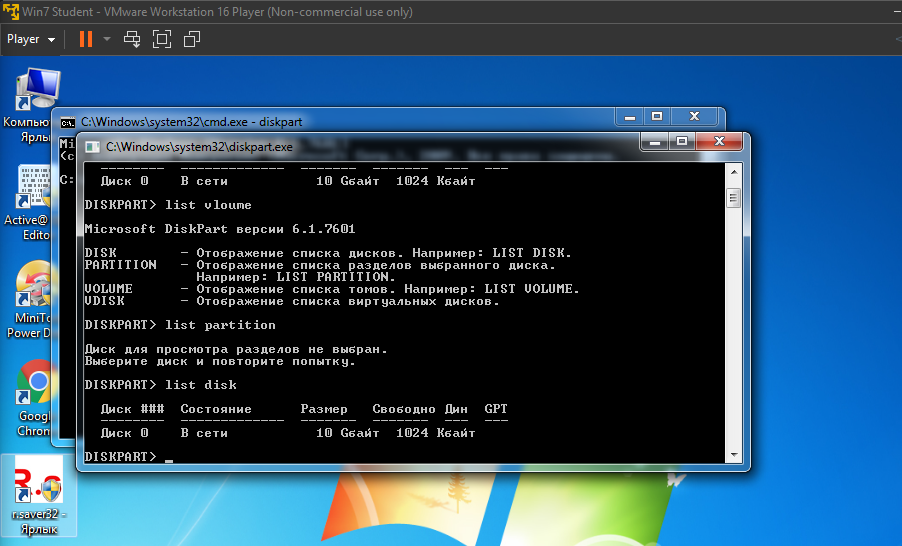 Win7 Student - VMware Workstation 16 Player (Non-commercial use only)
Player
Компью
Ярлык
Active@
Edito
MiniTo
Power D
Googl
Chrom
r.saver32 -
Ярлык
C:\Windows\system32\cmd.exe - diskpart
Mi
(c
C:
C:\Windows\system32\diskpart.exe
Диск 0 В сети 10 Gбайт 1024 Kбайт
DISKPART> list vloume
Microsoft DiskPart версии 6.1.7601
DISK - Отображение списка дисков. Например: LIST DISK.
PARTITION - Отображение списка разделов выбранного диска.
Например: LIST PARTITION.
VOLUME - Отображение списка томов. Например: LIST VOLUME.
VDISK - Отображение списка виртуальных дисков.
DISKPART> list partition
Диск для просмотра разделов не выбран.
Выберите диск и повторите попытку.
DISKPART> list disk
Диск ### Состояние Размер Свободно Дин GPT
-------- ------------- ------- ------- --- ---
Диск 0 В сети 10 Gбайт 1024 Kбайт
DISKPART> _